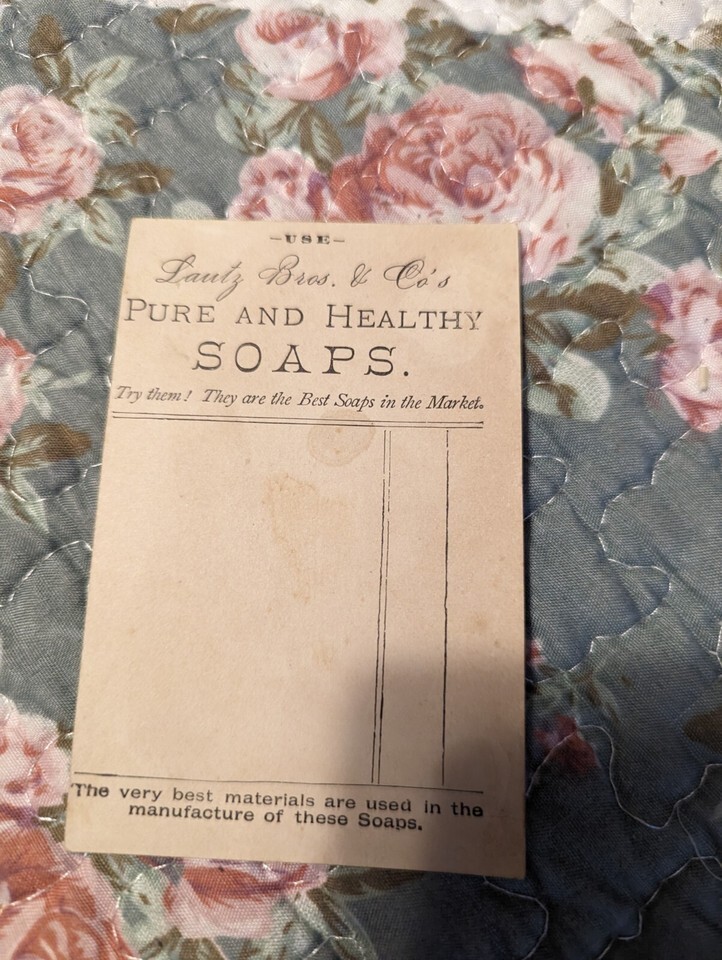 -USE-
Lautz Bros. & Co's
PURE AND HEALTHY
SOAPS.
Try them! They are the Best Soaps in the Market.
The very best materials are used in the
manufacture of these Soaps.